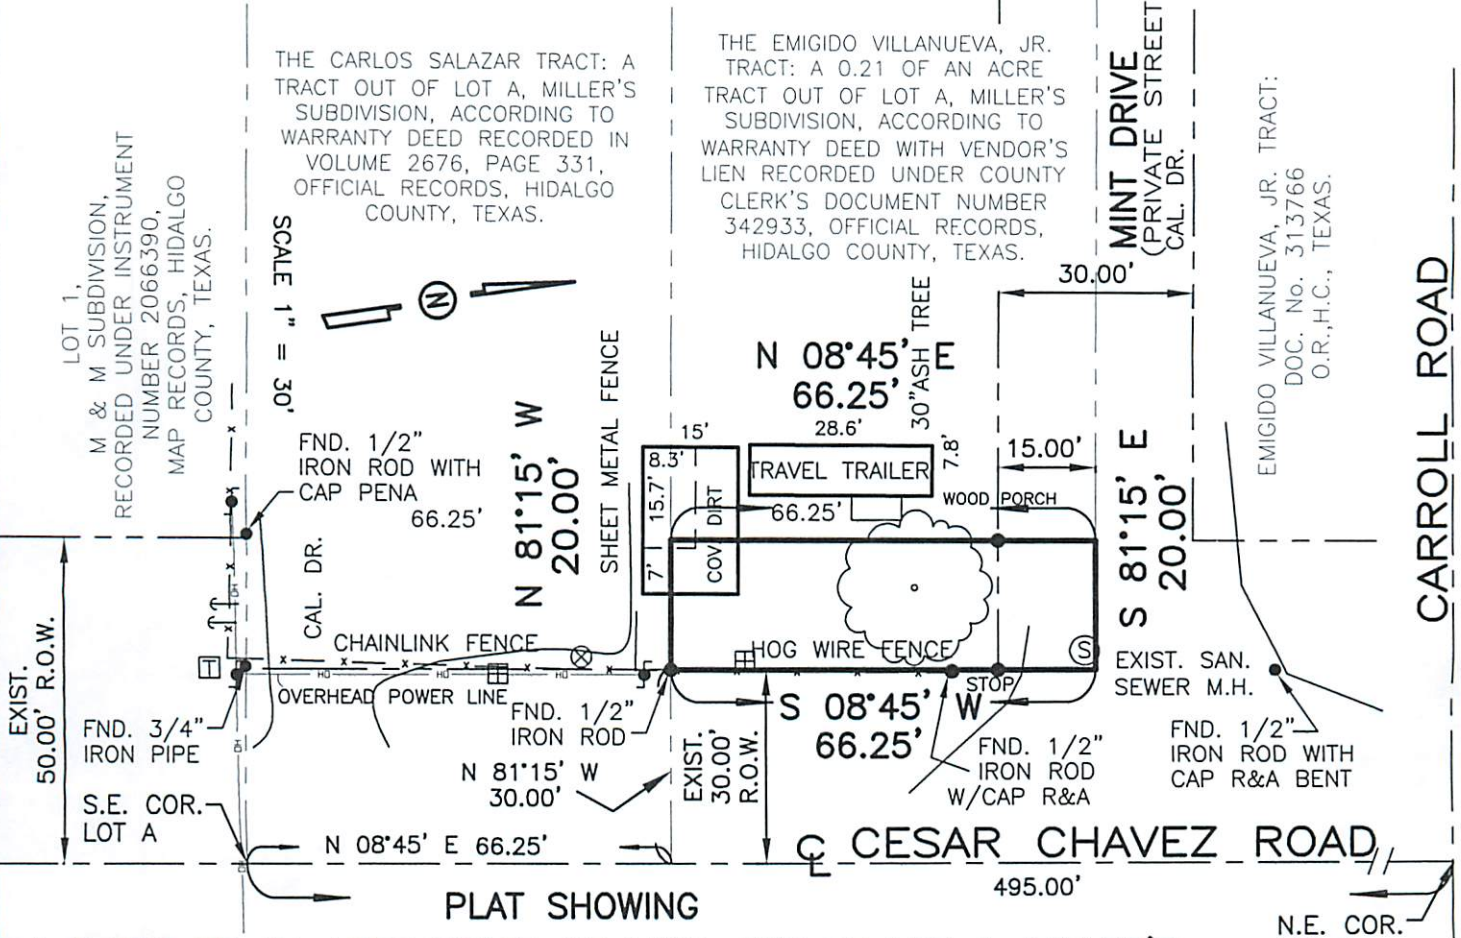 THE CARLOS SALAZAR TRACT: A
TRACT OUT OF LOT A, MILLER'S
SUBDIVISION, ACCORDING TO
WARRANTY DEED RECORDED IN
VOLUME 2676, PAGE 331,
OFFICIAL RECORDS, HIDALGO
COUNTY, TEXAS.
THE EMIGIDO VILLANUEVA, JR.
TRACT: A 0.21 OF AN ACRE
TRACT OUT OF LOT A, MILLER'S
SUBDIVISION, ACCORDING TO
WARRANTY DEED WITH VENDOR'S
LIEN RECORDED UNDER COUNTY
CLERK'S DOCUMENT NUMBER
342933, OFFICIAL RECORDS,
HIDALGO COUNTY, TEXAS.
MINT DRIVE
(PRIVATE STREET
CAL. DR.
30.00'
EMIGIDO VILLANUEVA, JR. TRACT:
DOC. No. 313766
O.R.,H.C., TEXAS.
CARROLL ROAD
LOT 1,
M & M SUBDIVISION,
RECORDED UNDER INSTRUMENT
NUMBER 2066390,
MAP RECORDS, HIDALGO
COUNTY, TEXAS.
SCALE 1" = 30'
N
N 08°45' E
66.25'
30"ASH TREE
FND. 1/2"
IRON ROD WITH
CAP PENA
66.25'
N 81°15' W
20.00'
SHEET METAL FENCE
15'
8.3'
15.7'
7'
COV. DIRT
28.6'
TRAVEL TRAILER
7.8'
66.25'
WOOD PORCH
15.00'
S 81°15' E
20.00'
CAL. DR.
CHAINLINK FENCE
HOG WIRE FENCE
S
T
OVERHEAD POWER LINE
STOP
EXIST. SAN.
SEWER M.H.
EXIST.
50.00' R.O.W.
FND. 3/4"
IRON PIPE
FND. 1/2"
IRON ROD
S 08°45' W
66.25'
FND. 1/2"
IRON ROD
W/CAP R&A
FND. 1/2"
IRON ROD WITH
CAP R&A BENT
N 81°15' W
30.00'
EXIST.
30.00'
R.O.W.
S.E. COR.
LOT A
N 08°45' E 66.25'
CL CESAR CHAVEZ ROAD
495.00'
PLAT SHOWING
N.E. COR.